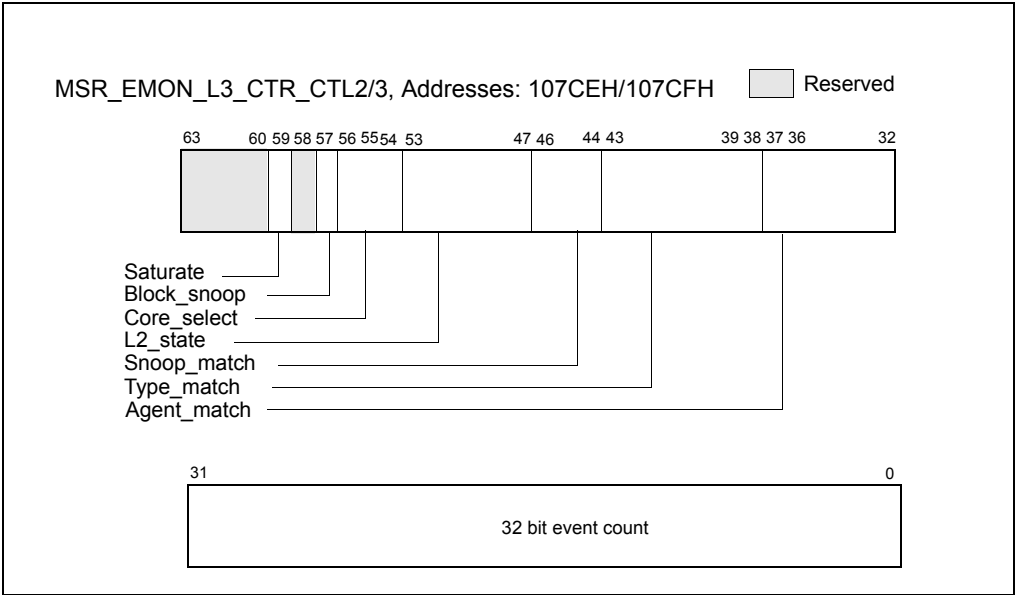 MSR_EMON_L3_CTR_CTL2/3, Addresses: 107CEH/107CFH Reserved
63 60 59 58 57 56 55 54 53 47 46 44 43 39 38 37 36 32
Saturate
Block_snoop
Core_select
L2_state
Snoop_match
Type_match
Agent_match
31 0
32 bit event count